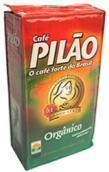 Café
PILÃO
O café forte do Brasil
Orgânico